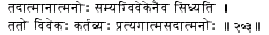 तदात्मानात्मनोः सम्यग्विवेकेनैव सिध्यति ।
ततो विवेकः कर्तव्यः प्रत्यगात्मसदात्मनोः ॥ २०३॥